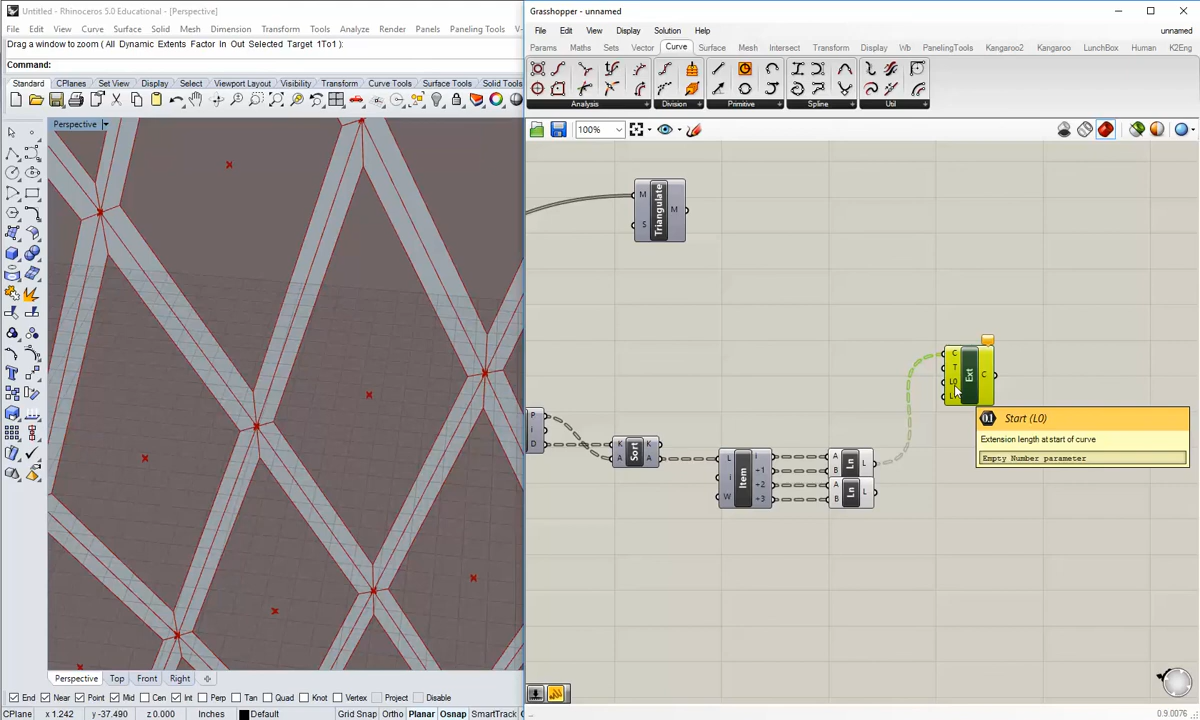 Untitled - Rhinoceros 5.0 Educational - [Perspective]
File Edit View Curve Surface Solid Mesh Dimension Transform Tools Analyze Render Panels Paneling Tools V-
Drag a window to zoom ( All Dynamic Extents Factor In Out Selected Target 1To1 ):
Command:
Standard CPlanes Set View Display Select Viewport Layout Visibility Transform Curve Tools Surface Tools Solid Tools
Perspective
Perspective Top Front Right
End Near Point Mid Cen Int Perp Tan Quad Knot Vertex Project Disable
CPlane x 1.242 y -37.490 z 0.000 Inches Default Grid Snap Ortho Planar Osnap SmartTrack
Grasshopper - unnamed
File Edit View Display Solution Help unnamed
Params Maths Sets Vector Curve Surface Mesh Intersect Transform Display Wb PanelingTools Kangaroo2 Kangaroo LunchBox Human K2Eng
Analysis Division Primitive Spline Util
100%
M
S
Triangulate
M
C
T
L0
Ext
C
0.1 Start (L0)
Extension length at start of curve
Empty Number parameter
P
i
D
K
A
Sort
K
A
L
i
W
Item
i
+1
+2
+3
A
B
Ln
L
A
B
Ln
L
0.9.0076